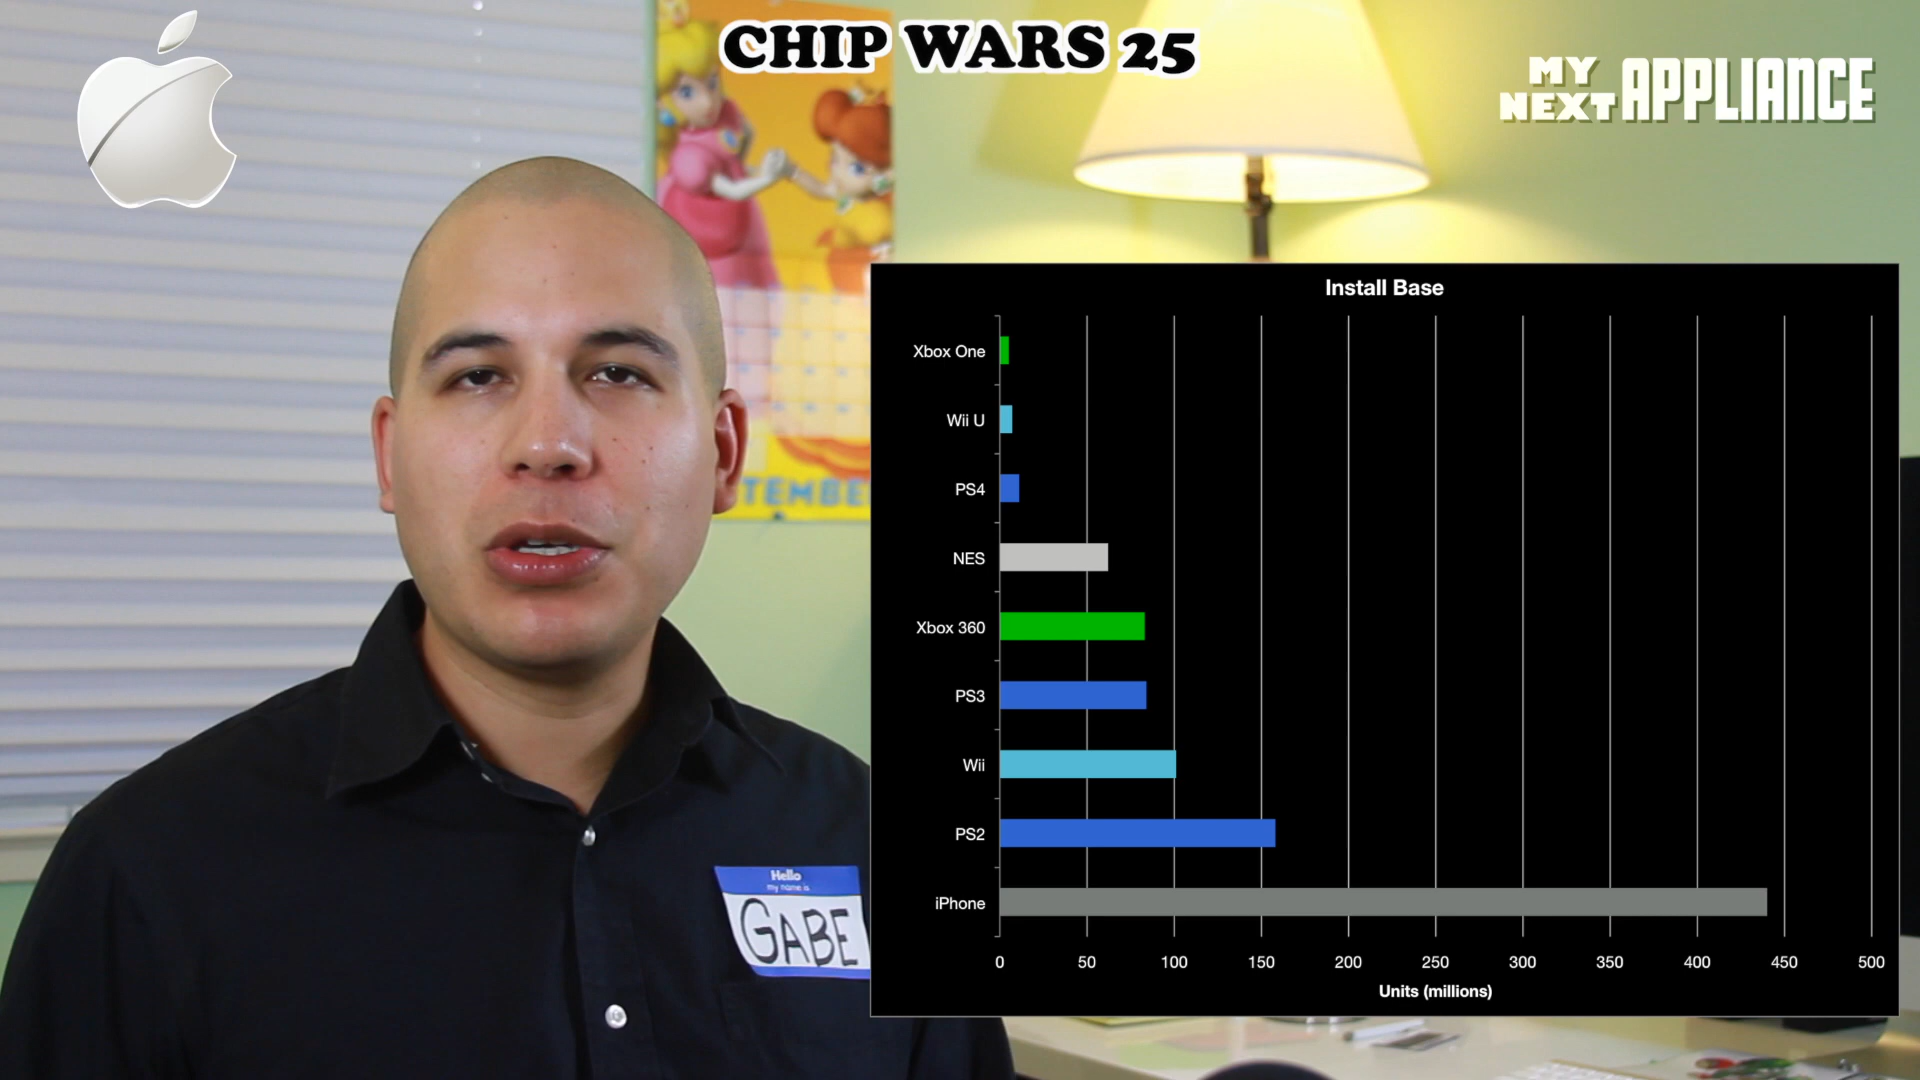 CHIP WARS 25
MY
NEXT APPLIANCE
TEMBE
Hello
my name is
GABE
Install Base
Xbox One
Wii U
PS4
NES
Xbox 360
PS3
Wii
PS2
iPhone
0 50 100 150 200 250 300 350 400 450 500
Units (millions)